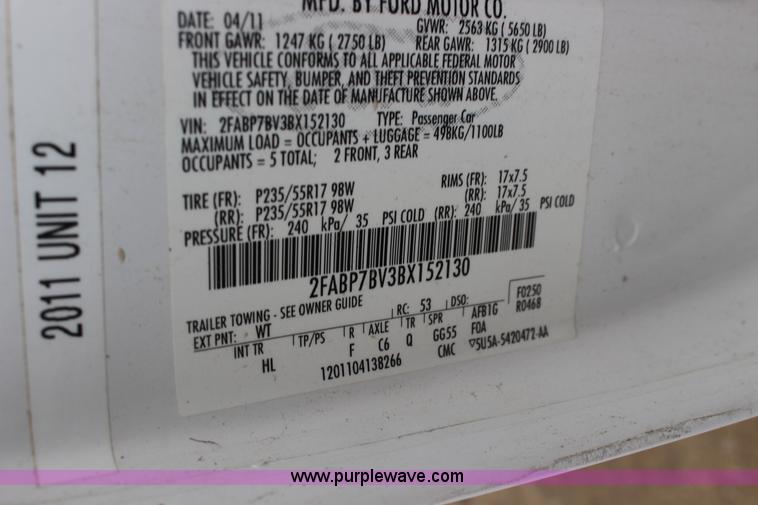 MFD. BY FORD MOTOR CO.
DATE: 04/11 GVWR: 2563 KG (5650 LB)
FRONT GAWR: 1247 KG (2750 LB) REAR GAWR: 1315 KG (2900 LB)
THIS VEHICLE CONFORMS TO ALL APPLICABLE FEDERAL MOTOR
VEHICLE SAFETY, BUMPER, AND THEFT PREVENTION STANDARDS
IN EFFECT ON THE DATE OF MANUFACTURE SHOWN ABOVE.
VIN: 2FABP7BV3BX152130 TYPE: Passenger Car
MAXIMUM LOAD = OCCUPANTS + LUGGAGE = 498KG/1100LB
OCCUPANTS = 5 TOTAL; 2 FRONT, 3 REAR
TIRE (FR): P235/55R17 98W RIMS (FR): 17x7.5
(RR): P235/55R17 98W (RR): 17x7.5
PRESSURE (FR): 240 kPa/ 35 PSI COLD (RR): 240 kPa/ 35 PSI COLD
2FABP7BV3BX152130
TRAILER TOWING - SEE OWNER GUIDE
EXT PNT: WT RC: 53 DSO: F0250
INT TR TP/PS R AXLE TR SPR AFB1G R0468
HL F C6 Q GG55 FOA
1201104138266 CMC ▽5U5A-5420472-AA
2011 UNIT 12
www.purplewave.com